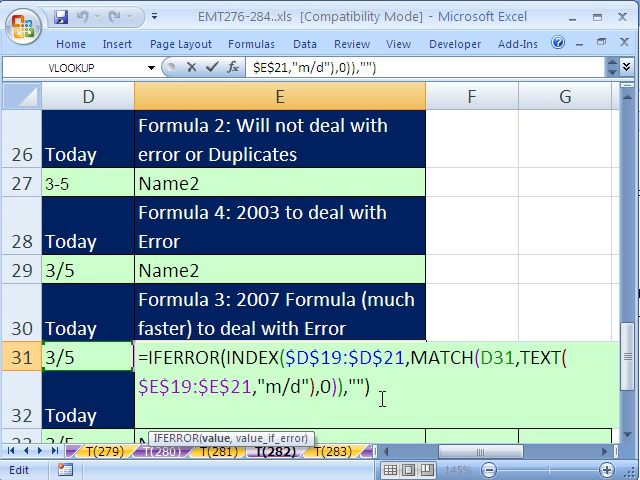 EMT276-284..xls [Compatibility Mode] - Microsoft Excel
Home Insert Page Layout Formulas Data Review View Developer Add-Ins
VLOOKUP fx $E$21,"m/d"),0)),"")
D E F G
Formula 2: Will not deal with
26 Today error or Duplicates
27 3-5 Name2
Formula 4: 2003 to deal with
28 Today Error
29 3/5 Name2
Formula 3: 2007 Formula (much
30 Today faster) to deal with Error
31 3/5 =IFERROR(INDEX($D$19:$D$21,MATCH(D31,TEXT(
$E$19:$E$21,"m/d"),0)),"")
32 Today
IFERROR(value, value_if_error)
T(279) T(280) T(281) T(282) T(283)
Edit 145%